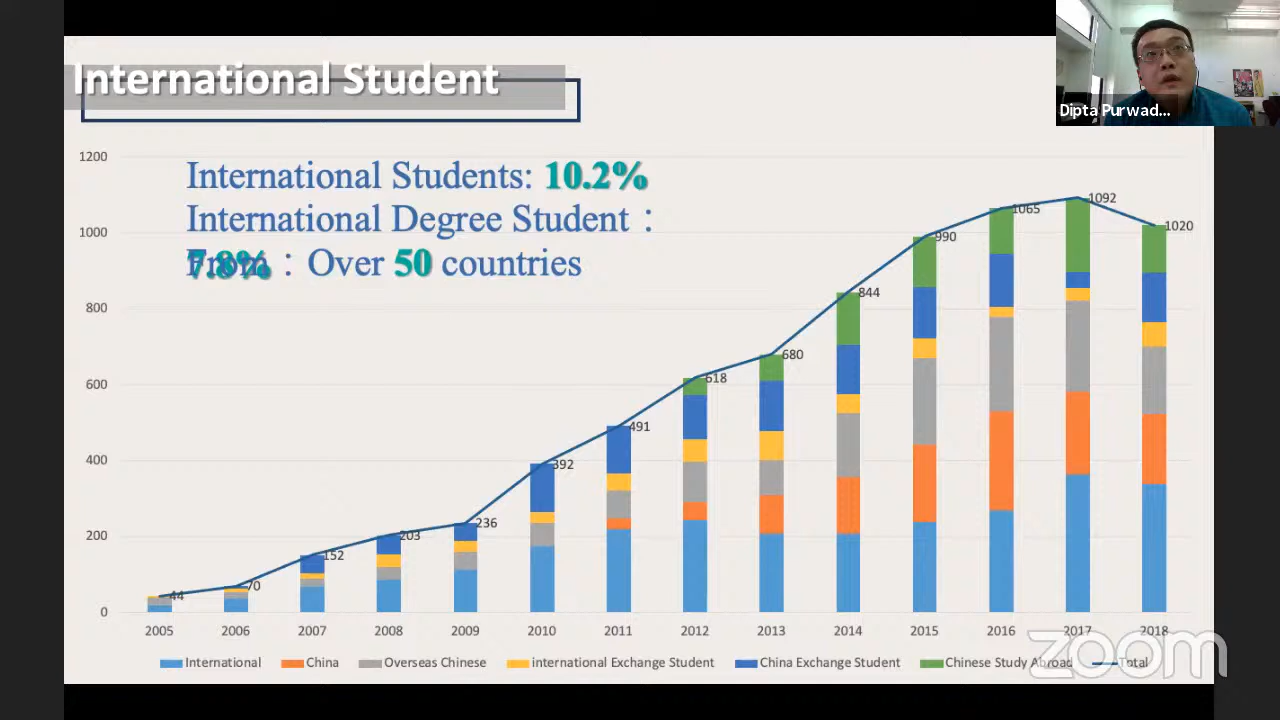 International Student
Dipta Purwad...
International Students: 10.2%
International Degree Student：
7.8%
From：Over 50 countries
1200
1000
800
600
400
200
0
44
70
152
203
236
392
491
618
680
844
990
1065
1092
1020
2005 2006 2007 2008 2009 2010 2011 2012 2013 2014 2015 2016 2017 2018
International China Overseas Chinese international Exchange Student China Exchange Student Chinese Study Abroad Total
zoom